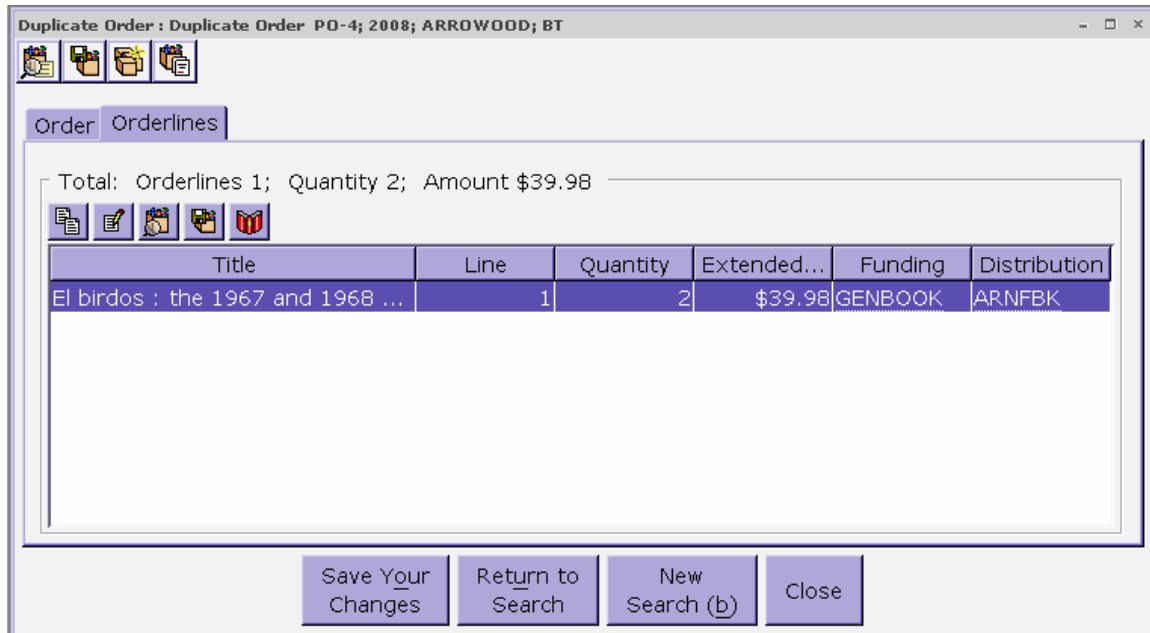 Duplicate Order : Duplicate Order PO-4; 2008; ARROWOOD; BT
Order Orderlines
Total: Orderlines 1; Quantity 2; Amount $39.98
Title Line Quantity Extended... Funding Distribution
El birdos : the 1967 and 1968 ... 1 2 $39.98 GENBOOK ARNFBK
Save Your Return to New Close
Changes Search Search (b)